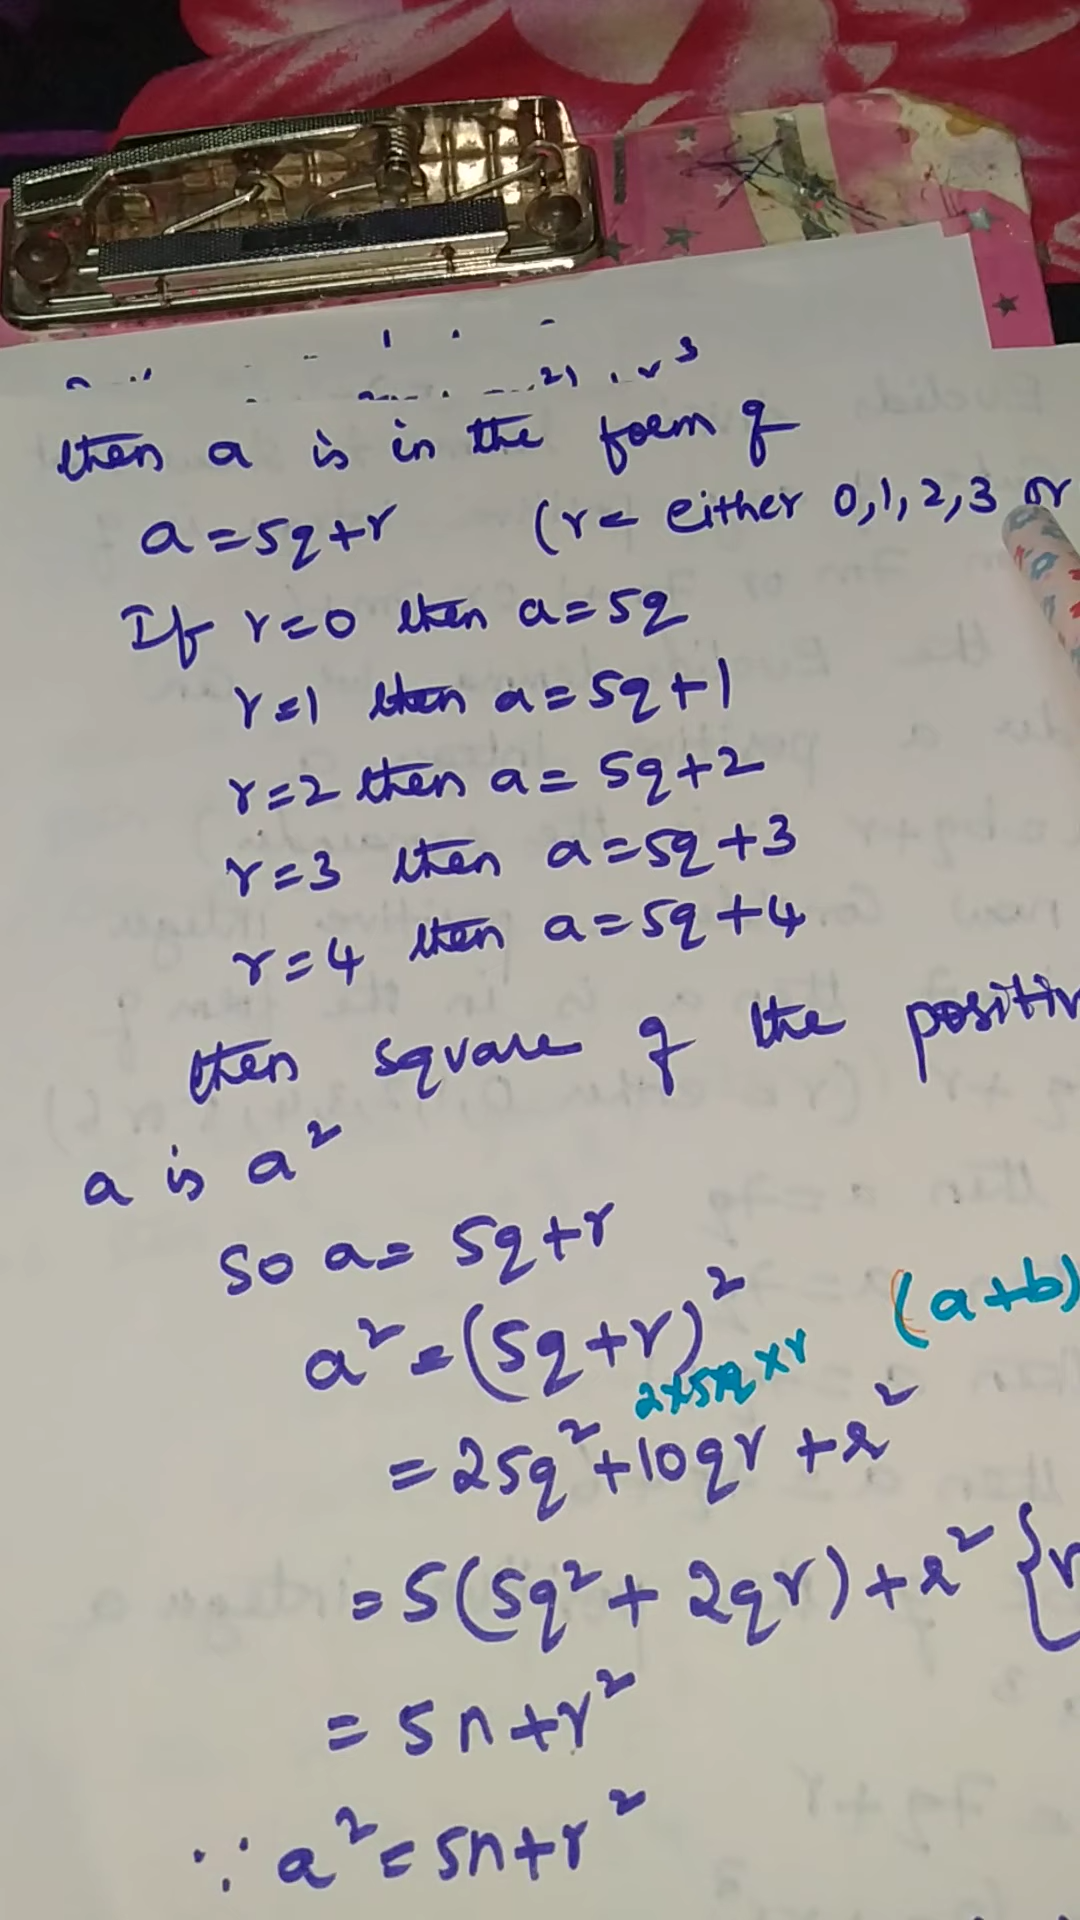 then a is in the form of
a=5q+r (r= either 0,1,2,3 or
If r=0 then a=5q
r=1 then a=5q+1
r=2 then a=5q+2
r=3 then a=5q+3
r=4 then a=5q+4
then square of the positiv
a is a²
so a= 5q+r
a²=(5q+r)² (a+b)
2×5q×r
=25q²+10qr+r²
=5(5q²+2qr)+r² {
=5n+r²
∵ a²=5n+r²